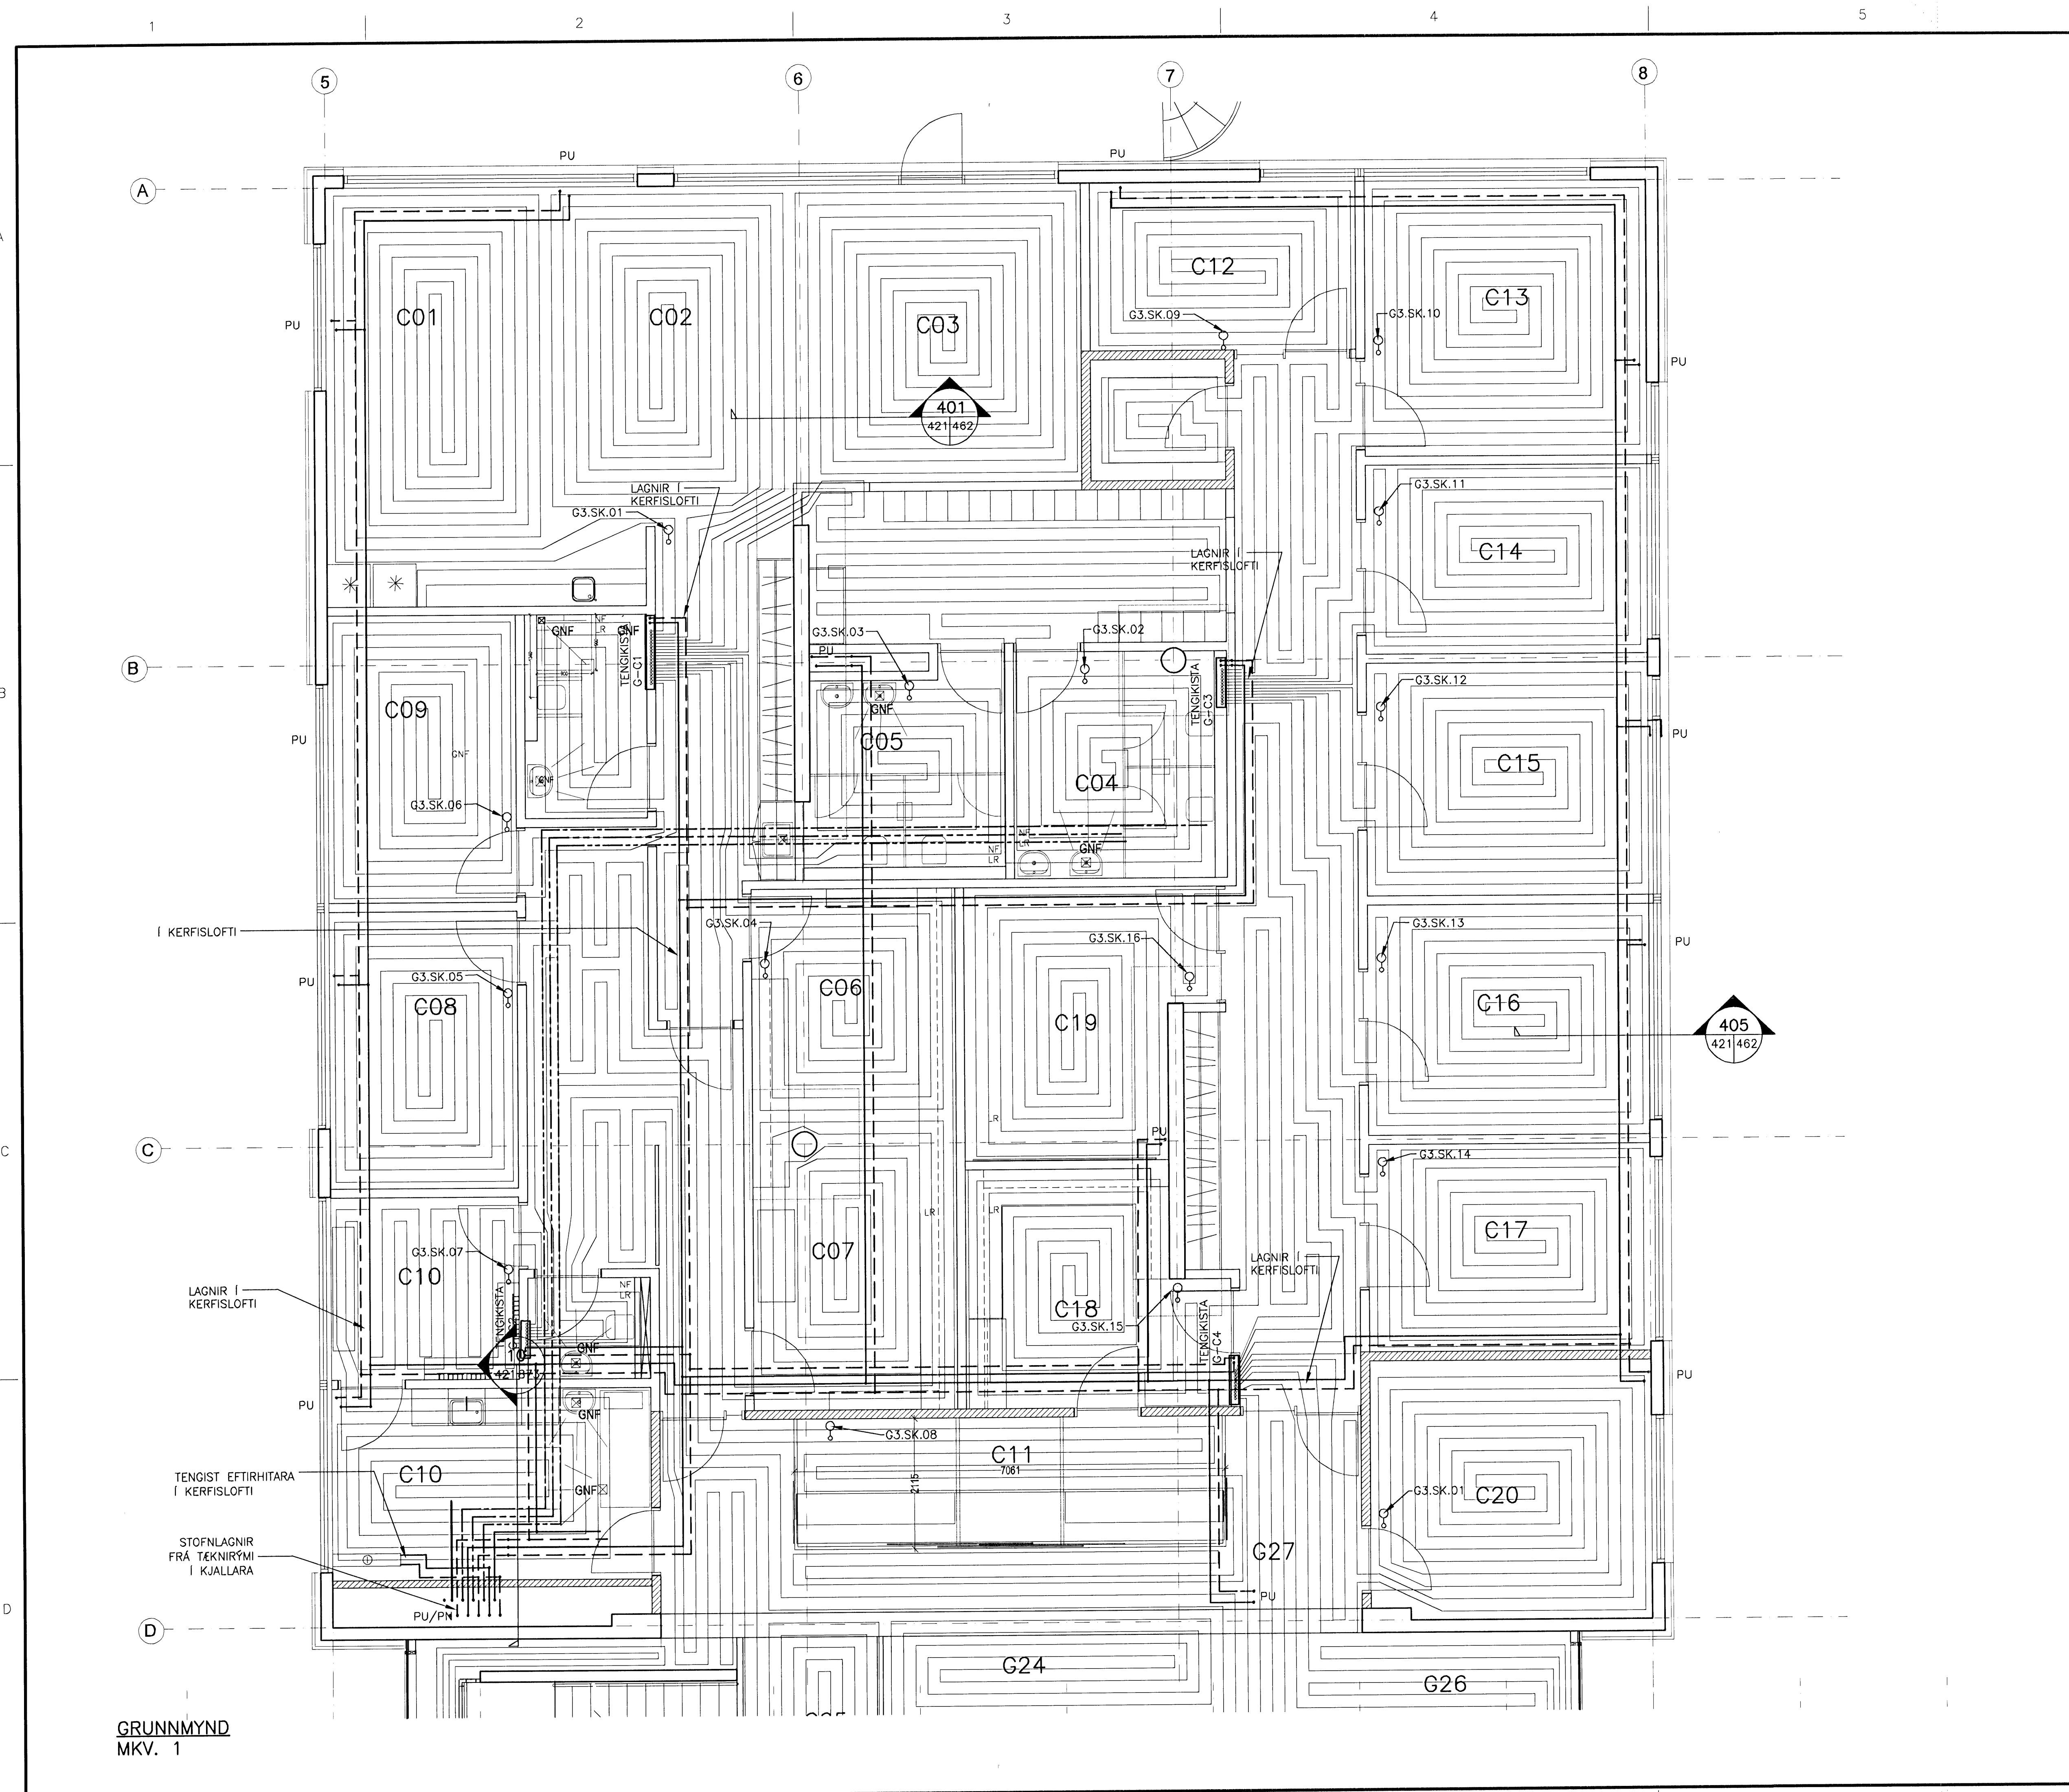 1
2
3
4
5
5
6
7
8
PU
PU
A
A
C12
C01
C02
C03
C13
G3.SK.09
G3.SK.10
PU
PU
401
421 462
LAGNIR Í
KERFISLOFTI
G3.SK.11
G3.SK.01
C14
LAGNIR Í
KERFISLOFTI
NF
LR
GNF
GNF
TENGIKISTA
G-C1
G3.SK.03
G3.SK.02
PU
B
B
TENGIKISTA
G-C3
G3.SK.12
C09
GNF
C05
PU
PU
GNF
C15
GNF
C04
G3.SK.06
NF
LR
NF
LR
GNF
Í KERFISLOFTI
G3.SK.04
G3.SK.13
G3.SK.16
PU
PU
G3.SK.05
C08
C06
C16
C19
405
421 462
LR
PU
C
C
G3.SK.14
LR
LR
C07
C17
G3.SK.07
C10
LAGNIR Í
KERFISLOFTI
NF
LR
LAGNIR Í
KERFISLOFTI
TENGIKISTA
C18
G3.SK.15
TENGIKISTA
G-C4
GNF
PU
PU
GNF
G3.SK.08
C11
7061
2115
C10
TENGIST EFTIRHITARA
Í KERFISLOFTI
GNF
G3.SK.01
C20
STOFNLAGNIR
FRÁ TÆKNIRÝMI
Í KJALLARA
G27
PU
PU/PN
D
D
G24
G26
GRUNNMYND
MKV. 1